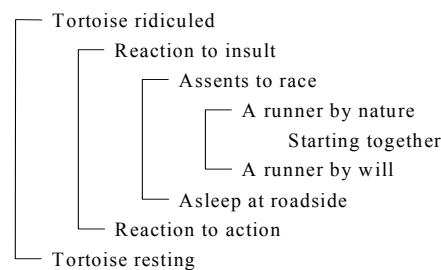 Tortoise ridiculed
Reaction to insult
Assents to race
A runner by nature
Starting together
A runner by will
Asleep at roadside
Reaction to action
Tortoise resting